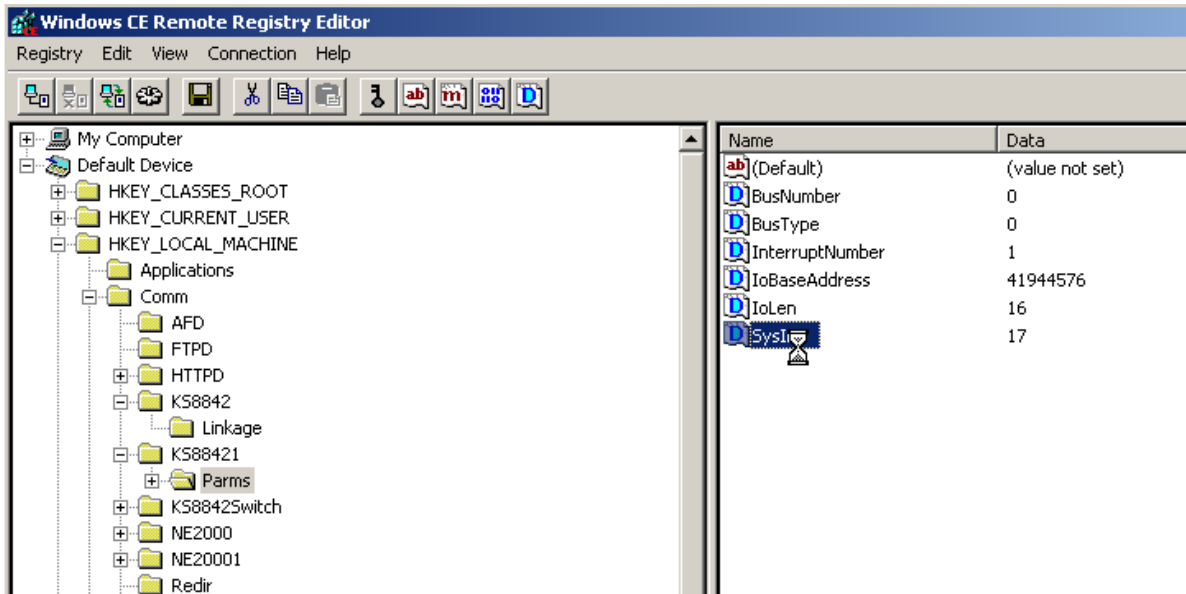 Windows CE Remote Registry Editor
Registry Edit View Connection Help
My Computer
Default Device
HKEY_CLASSES_ROOT
HKEY_CURRENT_USER
HKEY_LOCAL_MACHINE
Applications
Comm
AFD
FTPD
HTTPD
KS8842
Linkage
KS88421
Parms
KS8842Switch
NE2000
NE20001
Redir
Name Data
(Default) (value not set)
BusNumber 0
BusType 0
InterruptNumber 1
IoBaseAddress 41944576
IoLen 16
17